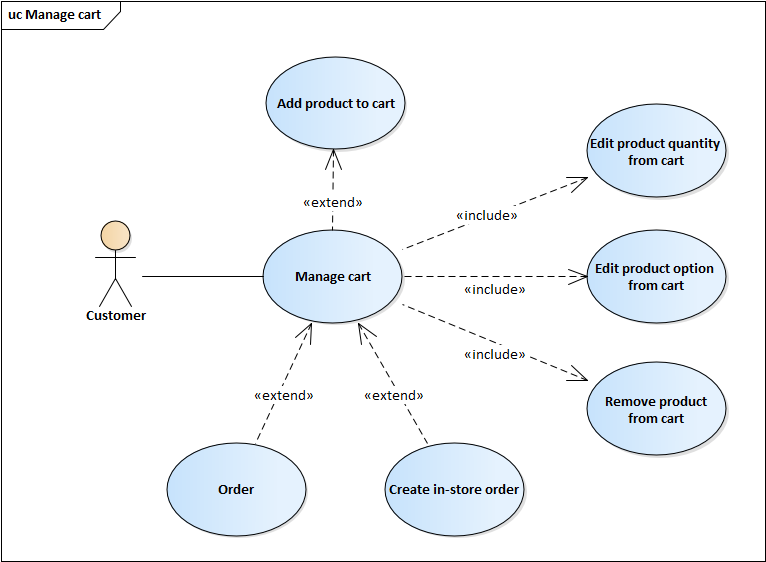 uc Manage cart
Add product to cart
Edit product quantity
from cart
«extend»
«include»
Manage cart
Edit product option
from cart
«include»
Customer
«include»
«extend»
«extend»
Remove product
from cart
Order
Create in-store order